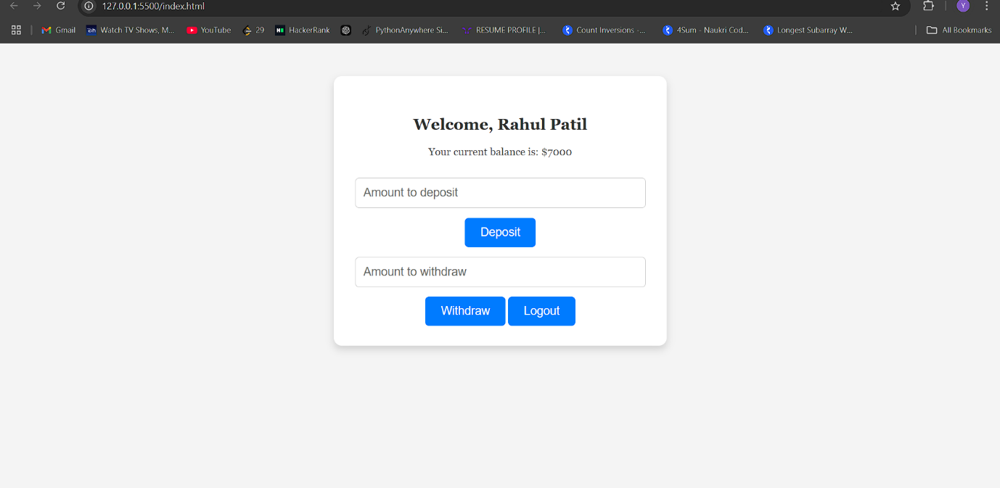 127.0.0.1:5500/index.html
Y
Gmail
Watch TV Shows, M...
YouTube
29
HackerRank
PythonAnywhere Si...
RESUME PROFILE |...
Count Inversions -...
4Sum - Naukri Cod...
Longest Subarray W...
All Bookmarks
Welcome, Rahul Patil
Your current balance is: $7000
Amount to deposit
Deposit
Amount to withdraw
Withdraw
Logout